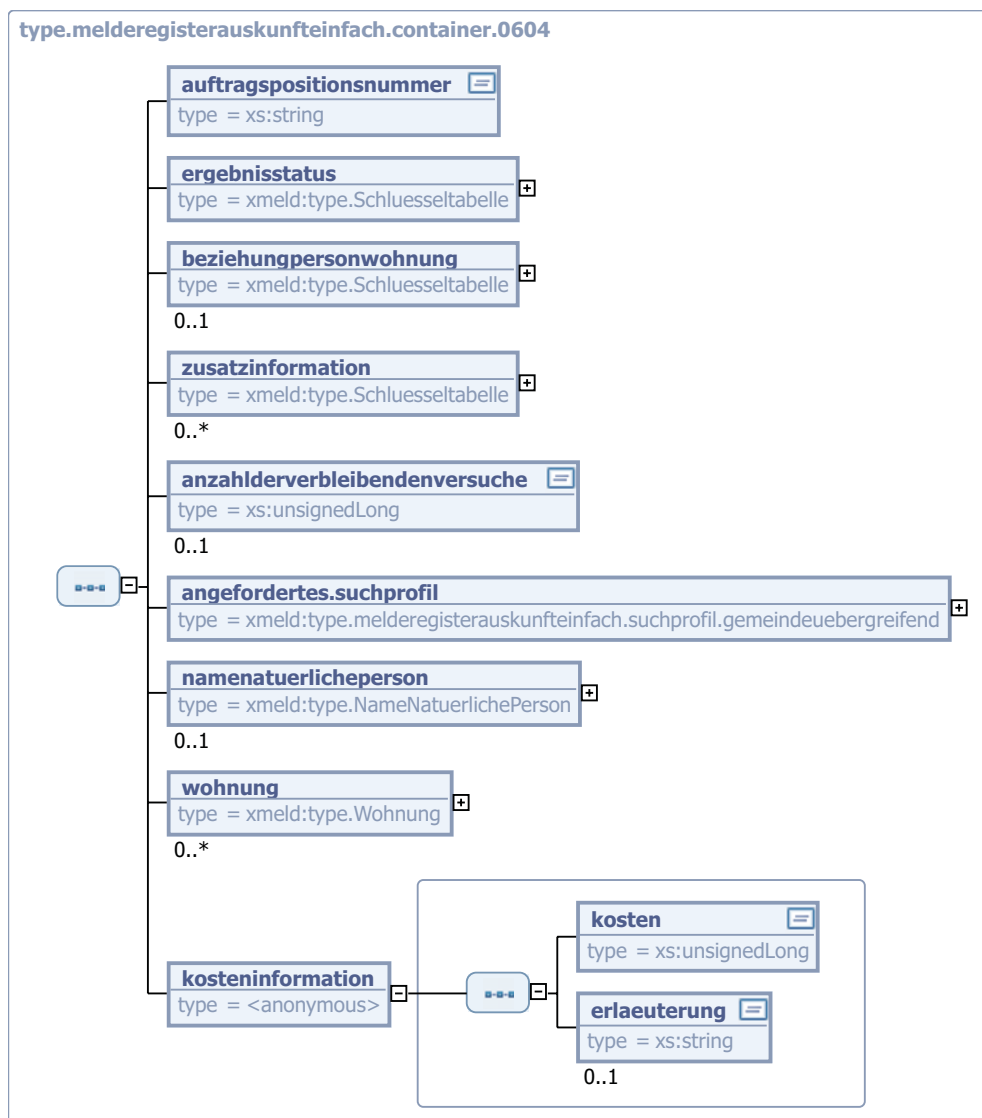 type.melderegisterauskunfteinfach.container.0604
auftragspositionsnummer
type = xs:string
ergebnisstatus
type = xmeld:type.Schluesseltabelle
beziehungpersonwohnung
type = xmeld:type.Schluesseltabelle
0..1
zusatzinformation
type = xmeld:type.Schluesseltabelle
0..*
anzahlderverbleibendenversuche
type = xs:unsignedLong
0..1
angefordertes.suchprofil
type = xmeld:type.melderegisterauskunfteinfach.suchprofil.gemeindeuebergreifend
namenatuerlicheperson
type = xmeld:type.NameNatuerlichePerson
0..1
wohnung
type = xmeld:type.Wohnung
0..*
kosteninformation
type = <anonymous>
kosten
type = xs:unsignedLong
erlaeuterung
type = xs:string
0..1